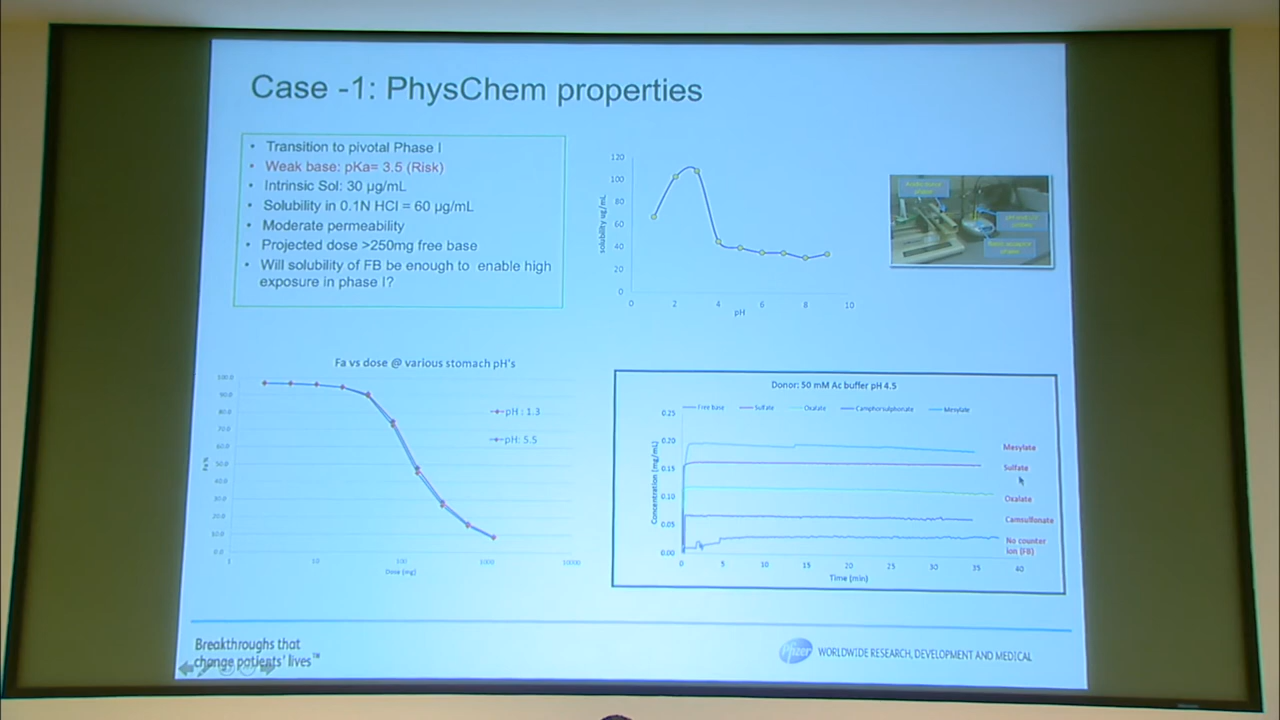 Case -1: PhysChem properties
• Transition to pivotal Phase I
• Weak base: pKa= 3.5 (Risk)
• Intrinsic Sol: 30 µg/mL
• Solubility in 0.1N HCl = 60 µg/mL
• Moderate permeability
• Projected dose >250mg free base
• Will solubility of FB be enough to enable high
exposure in phase I?
solubility ug/mL
120
100
80
60
40
20
0
0 2 4 6 8 10
pH
Fa vs dose @ various stomach pH's
Fa%
100.0
90.0
80.0
70.0
60.0
50.0
40.0
30.0
20.0
10.0
0.0
pH : 1.3
pH: 5.5
1 10 100 1000 10000
Dose (mg)
Donor: 50 mM Ac buffer pH 4.5
Free base Sulfate Oxalate Camphorsulphonate Mesylate
Concentration (mg/mL)
0.25
0.20
0.15
0.10
0.05
0.00
Mesylate
Sulfate
Oxalate
Camsulfonate
No counter
ion (FB)
0 5 10 15 20 25 30 35 40
Time (min)
Breakthroughs that
change patients' lives™
Pfizer WORLDWIDE RESEARCH, DEVELOPMENT AND MEDICAL